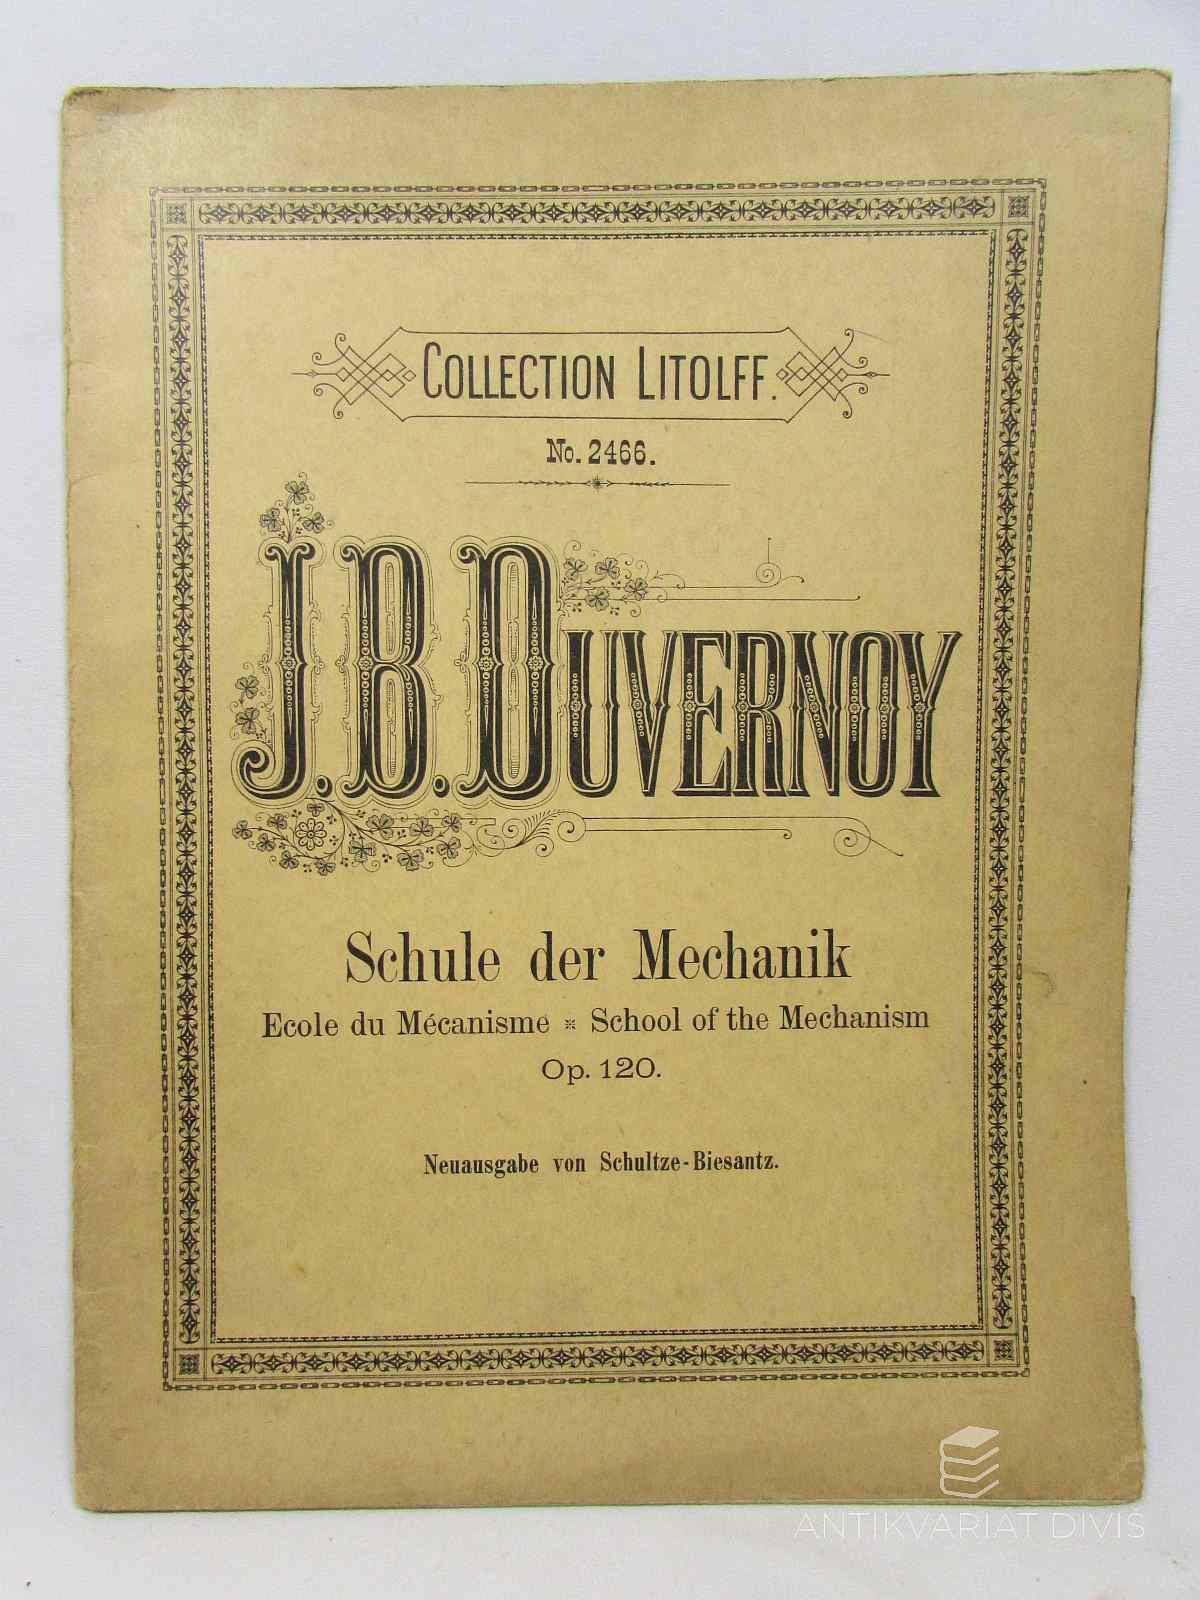 COLLECTION LITOLFF.
No. 2466.
J. B. DUVERNOY
Schule der Mechanik
Ecole du Mécanisme ※ School of the Mechanism
Op. 120.
Neuausgabe von Schultze-Biesantz.
ANTIKVARIAT DIVIŠ